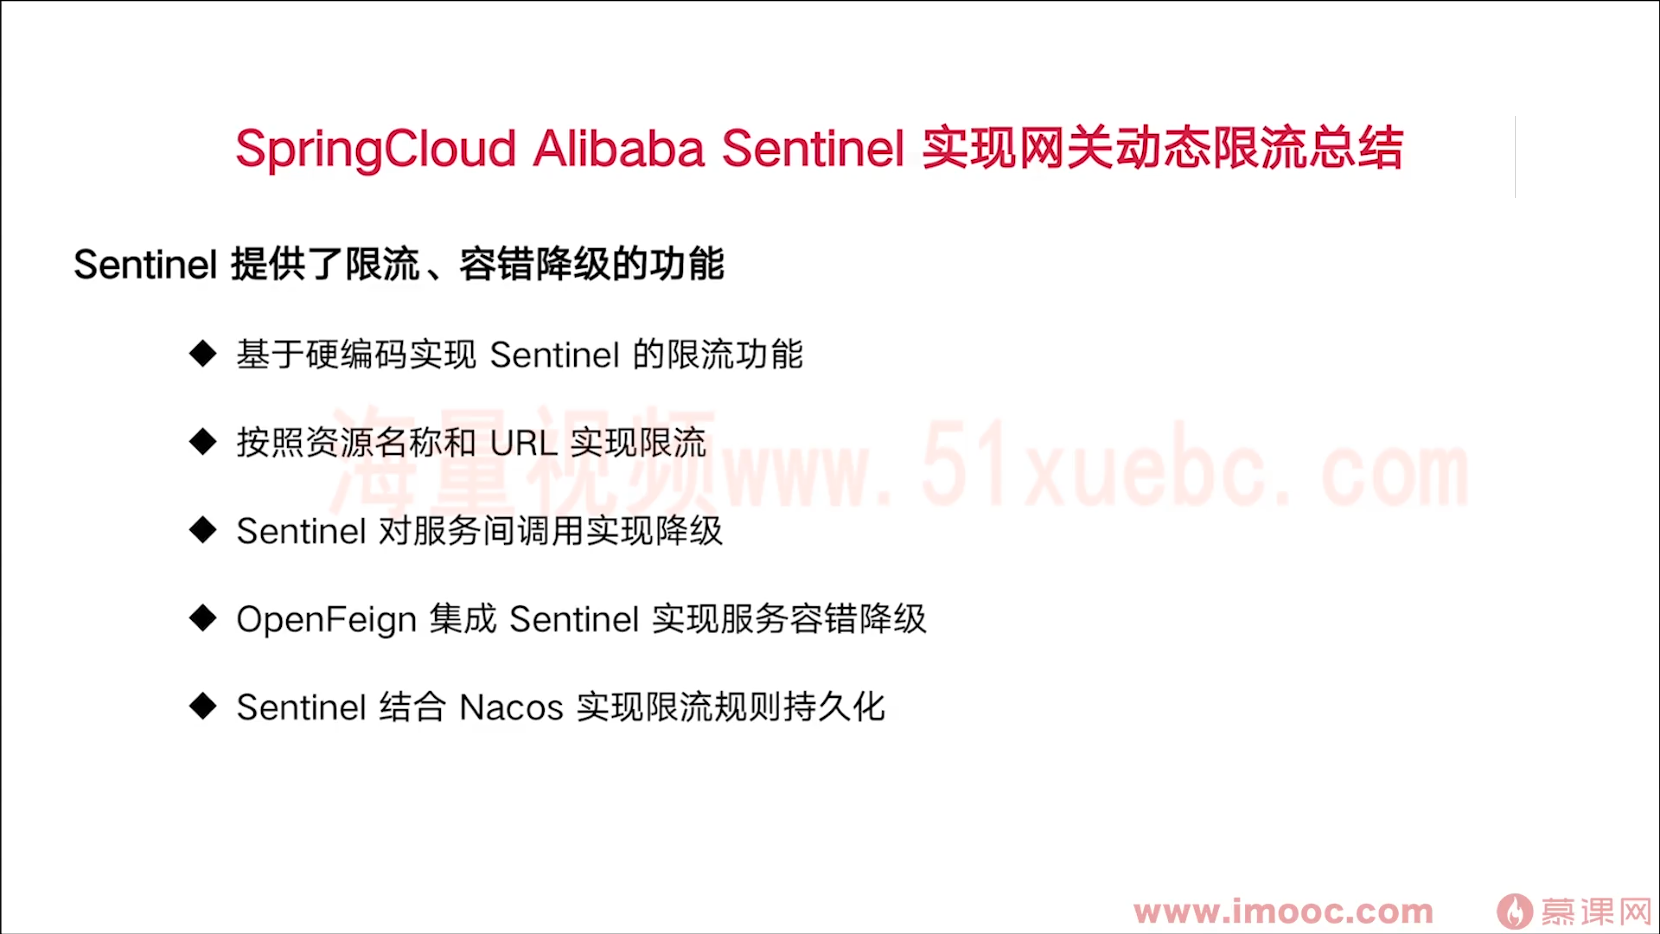 SpringCloud Alibaba Sentinel 实现网关动态限流总结
Sentinel 提供了限流、容错降级的功能
◆ 基于硬编码实现 Sentinel 的限流功能
◆ 按照资源名称和 URL 实现限流
海量视频www.51xuebc.com
◆ Sentinel 对服务间调用实现降级
◆ OpenFeign 集成 Sentinel 实现服务容错降级
◆ Sentinel 结合 Nacos 实现限流规则持久化
www.imooc.com 慕课网